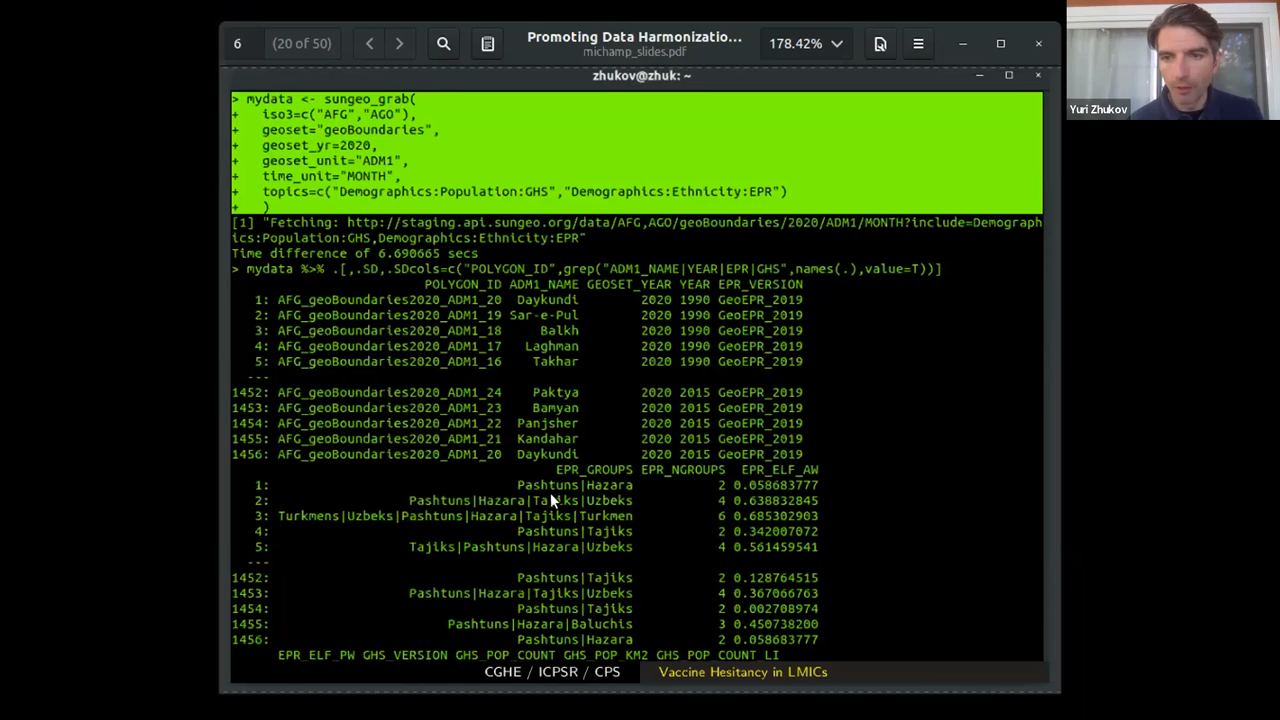 6 (20 of 50) Promoting Data Harmonizatio... 178.42%
michamp_slides.pdf
zhukov@zhuk: ~
> mydata <- sungeo_grab(
+ iso3=c("AFG","AGO"),
+ geoset="geoBoundaries",
+ geoset_yr=2020,
+ geoset_unit="ADM1",
+ time_unit="MONTH",
+ topics=c("Demographics:Population:GHS","Demographics:Ethnicity:EPR")
+ )
[1] "Fetching: http://staging.api.sungeo.org/data/AFG,AGO/geoBoundaries/2020/ADM1/MONTH?include=Demograph
ics:Population:GHS,Demographics:Ethnicity:EPR"
Time difference of 6.690665 secs
> mydata %>% .[,.SD,.SDcols=c("POLYGON_ID",grep("ADM1_NAME|YEAR|EPR|GHS",names(.),value=T))]
POLYGON_ID ADM1_NAME GEOSET_YEAR YEAR EPR_VERSION
1: AFG_geoBoundaries2020_ADM1_20 Daykundi 2020 1990 GeoEPR_2019
2: AFG_geoBoundaries2020_ADM1_19 Sar-e-Pul 2020 1990 GeoEPR_2019
3: AFG_geoBoundaries2020_ADM1_18 Balkh 2020 1990 GeoEPR_2019
4: AFG_geoBoundaries2020_ADM1_17 Laghman 2020 1990 GeoEPR_2019
5: AFG_geoBoundaries2020_ADM1_16 Takhar 2020 1990 GeoEPR_2019
---
1452: AFG_geoBoundaries2020_ADM1_24 Paktya 2020 2015 GeoEPR_2019
1453: AFG_geoBoundaries2020_ADM1_23 Bamyan 2020 2015 GeoEPR_2019
1454: AFG_geoBoundaries2020_ADM1_22 Panjsher 2020 2015 GeoEPR_2019
1455: AFG_geoBoundaries2020_ADM1_21 Kandahar 2020 2015 GeoEPR_2019
1456: AFG_geoBoundaries2020_ADM1_20 Daykundi 2020 2015 GeoEPR_2019
EPR_GROUPS EPR_NGROUPS EPR_ELF_AW
1: Pashtuns|Hazara 2 0.058683777
2: Pashtuns|Hazara|Tajiks|Uzbeks 4 0.638832845
3: Turkmens|Uzbeks|Pashtuns|Hazara|Tajiks|Turkmen 6 0.685302903
4: Pashtuns|Tajiks 2 0.342007072
5: Tajiks|Pashtuns|Hazara|Uzbeks 4 0.561459541
---
1452: Pashtuns|Tajiks 2 0.128764515
1453: Pashtuns|Hazara|Tajiks|Uzbeks 4 0.367066763
1454: Pashtuns|Tajiks 2 0.002708974
1455: Pashtuns|Hazara|Baluchis 3 0.450738200
1456: Pashtuns|Hazara 2 0.058683777
EPR_ELF_PW GHS_VERSION GHS_POP_COUNT GHS_POP_KM2 GHS_POP_COUNT_LI
CGHE / ICPSR / CPS Vaccine Hesitancy in LMICs
Yuri Zhukov